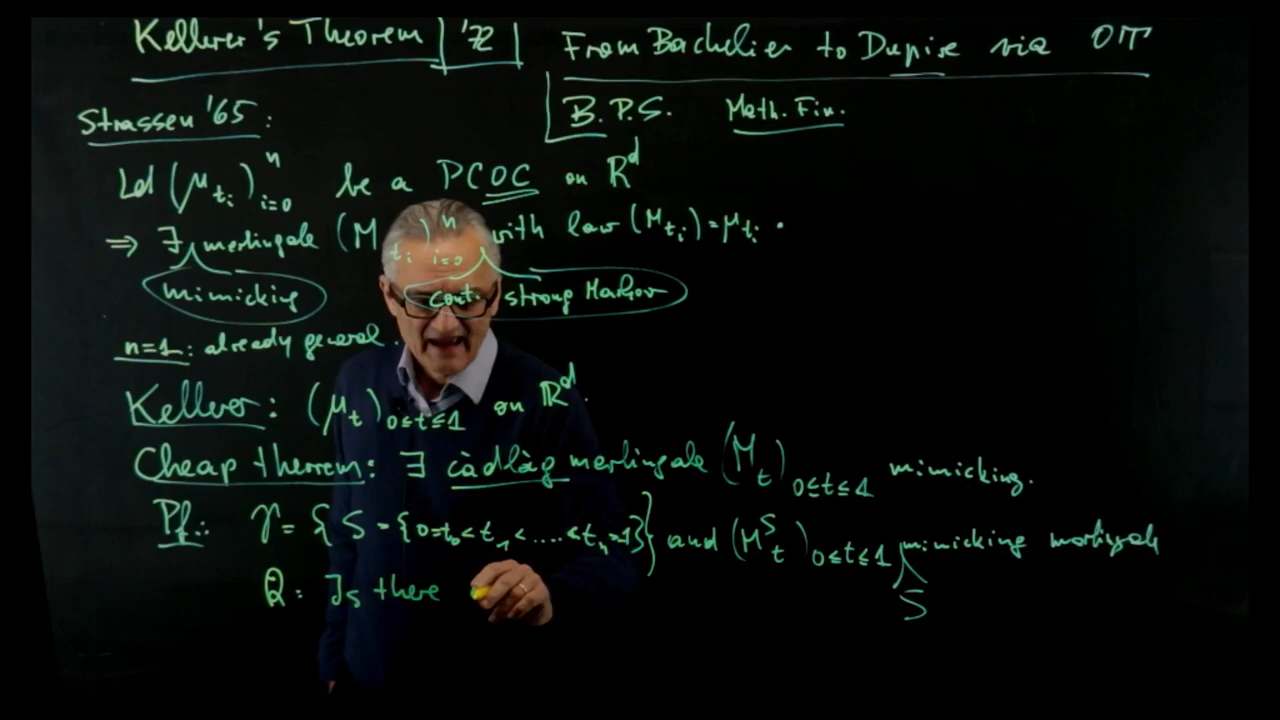 Kellerer's Theorem | '72 |
From Bachelier to Dupire via OT
B.P.S. Math. Fin.
Strassen '65:
Let (μ_{t_i})_{i=0}^n be a PCOC on ℝ^d
⇒ ∃ martingale (M_{t_i})_{i=0}^n with law (M_{t_i}) = μ_{t_i}.
mimicking cont. strong Markov
n=1: already general.
Kellerer: (μ_t)_{0≤t≤1} on ℝ^d.
Cheap theorem: ∃ càdlàg martingale (M_t)_{0≤t≤1} mimicking.
Pf.: 𝒮 = {S = {0=t_0<t_1<....<t_n=1}} and (M_t^S)_{0≤t≤1} mimicking martingale
S
Q: Is there